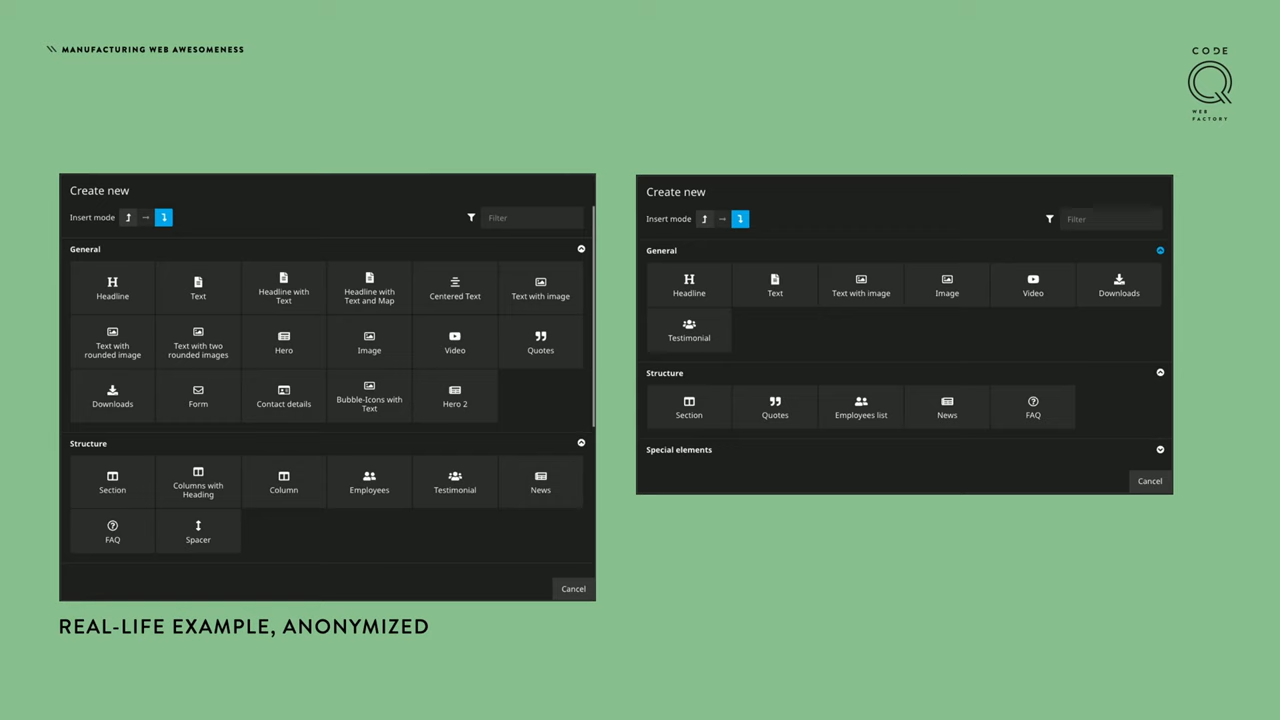 MANUFACTURING WEB AWESOMENESS
CODE
Q
WEB
FACTORY
Create new
Insert mode
Filter
General
Headline
Text
Headline with
Text
Headline with
Text and Map
Centered Text
Text with image
Text with
rounded image
Text with two
rounded images
Hero
Image
Video
Quotes
Downloads
Form
Contact details
Bubble-Icons with
Text
Hero 2
Structure
Section
Columns with
Heading
Column
Employees
Testimonial
News
FAQ
Spacer
Cancel
Create new
Insert mode
Filter
General
Headline
Text
Text with image
Image
Video
Downloads
Testimonial
Structure
Section
Quotes
Employees list
News
FAQ
Special elements
Cancel
REAL-LIFE EXAMPLE, ANONYMIZED